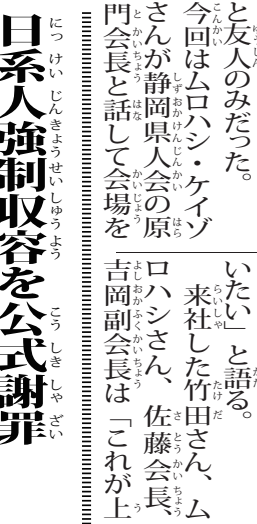 と友人のみだった。
今回はムロハシ・ケイゾ
さんが静岡県人会の原
門会長と話して会場を
いたい」と語る。
来社した竹田さん、ム
ロハシさん、佐藤会長、
吉岡副会長は「これが上
日系人強制収容を公式謝罪